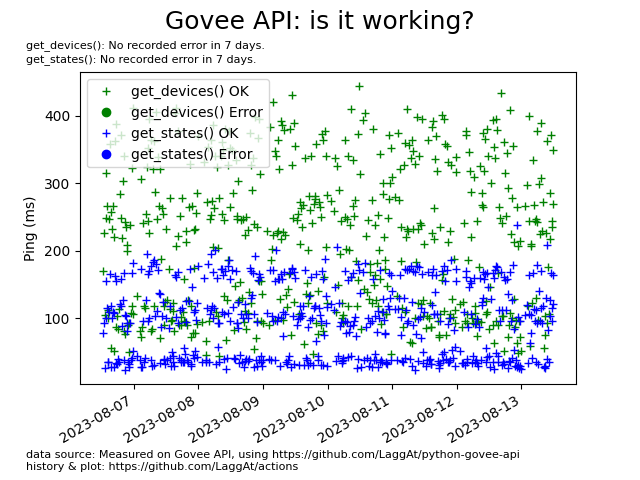 Govee API: is it working?
get_devices(): No recorded error in 7 days.
get_states(): No recorded error in 7 days.
get_devices() OK
get_devices() Error
get_states() OK
get_states() Error
Ping (ms)
400
300
200
100
2023-08-07
2023-08-08
2023-08-09
2023-08-10
2023-08-11
2023-08-12
2023-08-13
data source: Measured on Govee API, using https://github.com/LaggAt/python-govee-api
history & plot: https://github.com/LaggAt/actions